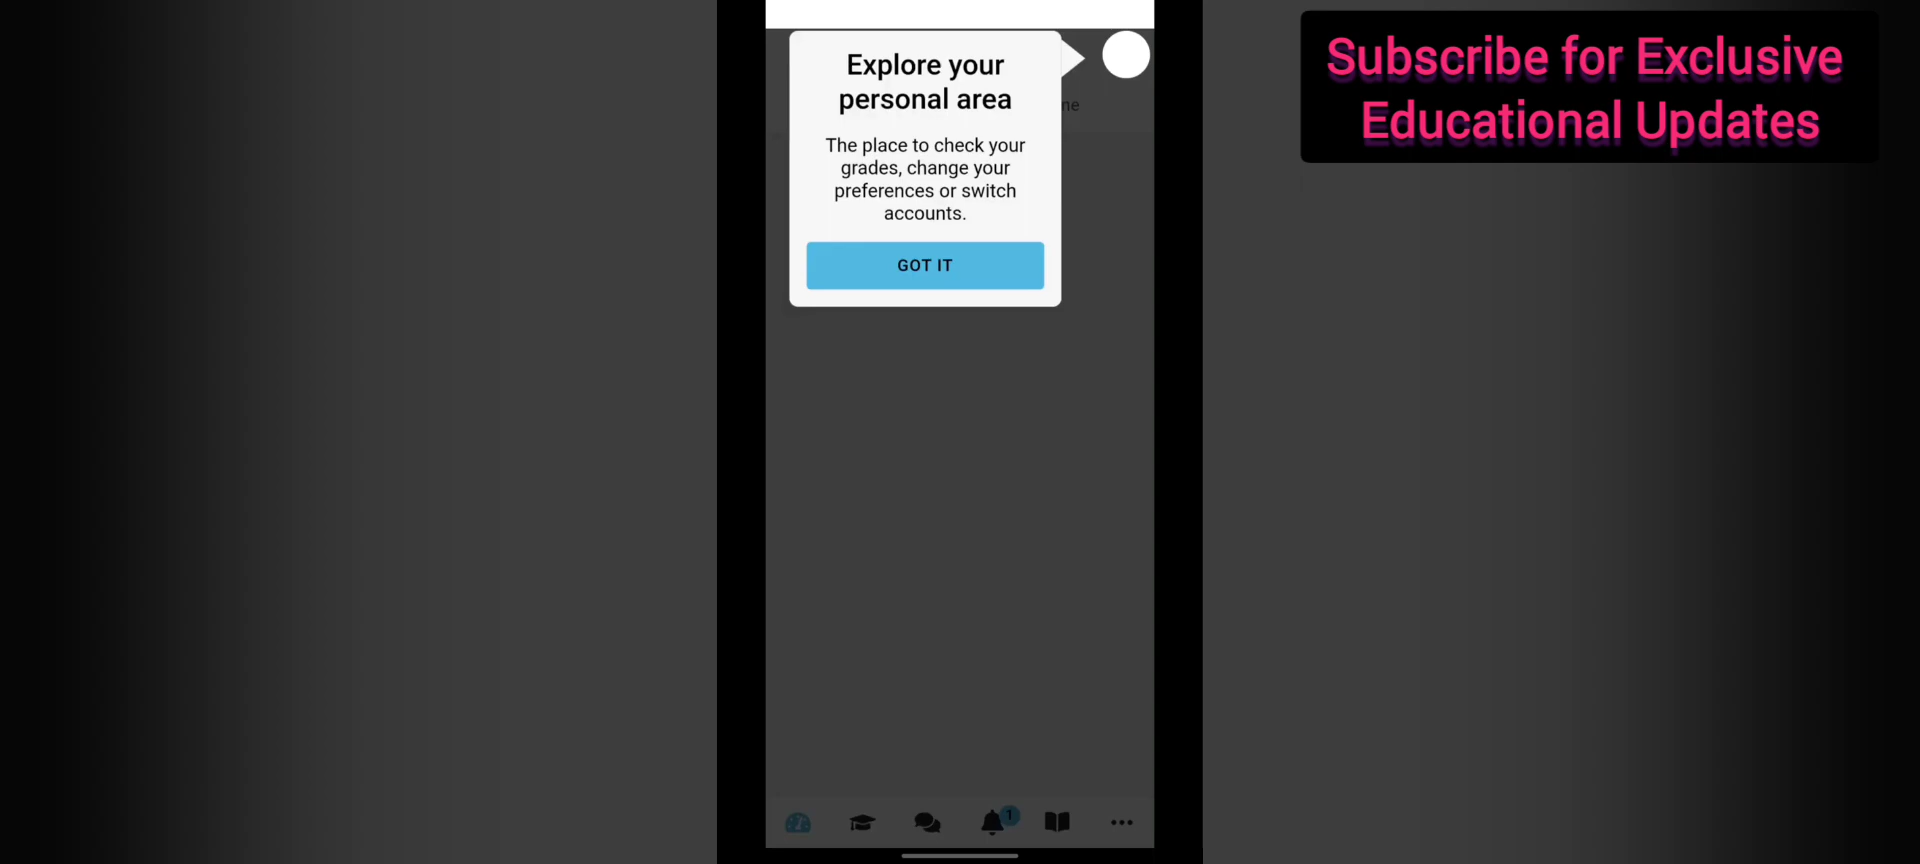 Explore your
personal area
The place to check your
grades, change your
preferences or switch
accounts.
GOT IT
Subscribe for Exclusive
Educational Updates
1